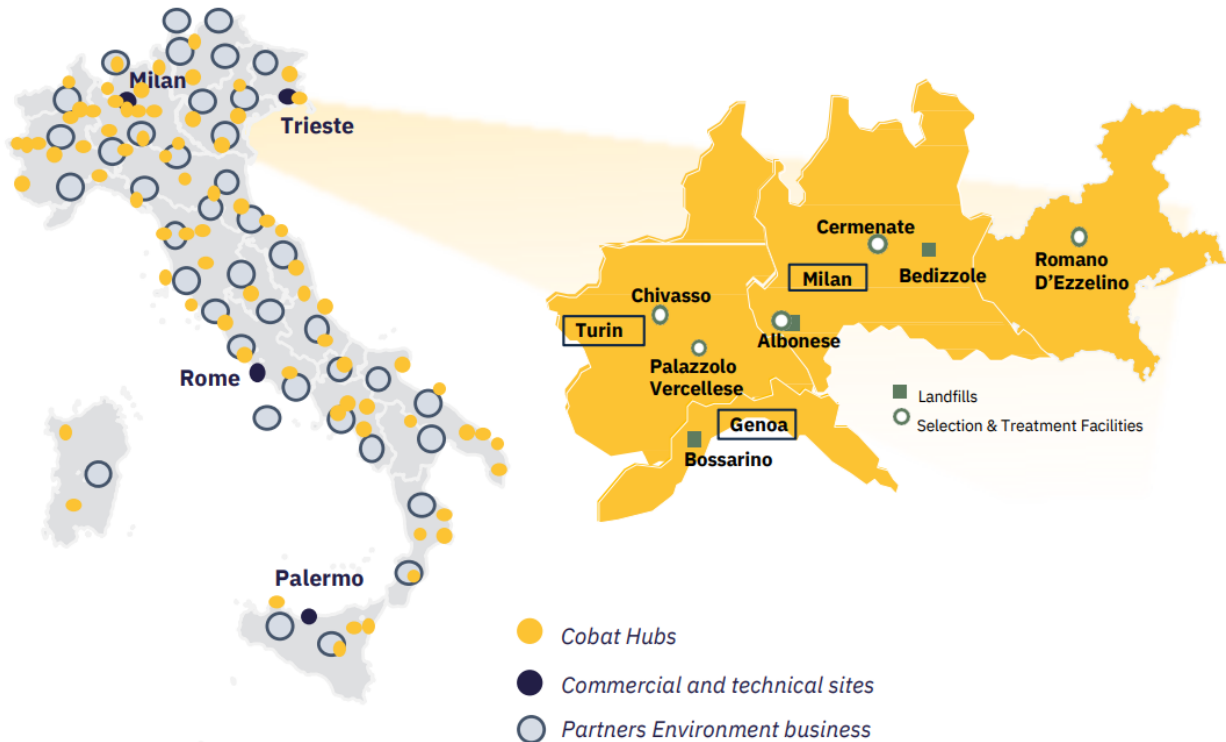 Milan
Trieste
Rome
Palermo
Cermenate
Milan
Bedizzole
Romano
D'Ezzelino
Chivasso
Turin
Albonese
Palazzolo
Vercellese
Genoa
Bossarino
Landfills
Selection & Treatment Facilities
Cobat Hubs
Commercial and technical sites
Partners Environment business